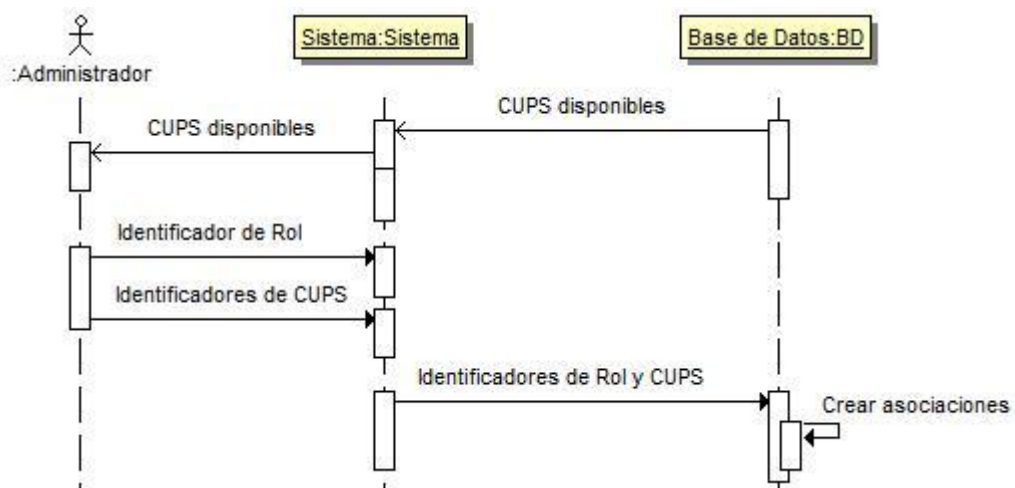 :Administrador
Sistema:Sistema
Base de Datos:BD
CUPS disponibles
CUPS disponibles
Identificador de Rol
Identificadores de CUPS
Identificadores de Rol y CUPS
Crear asociaciones